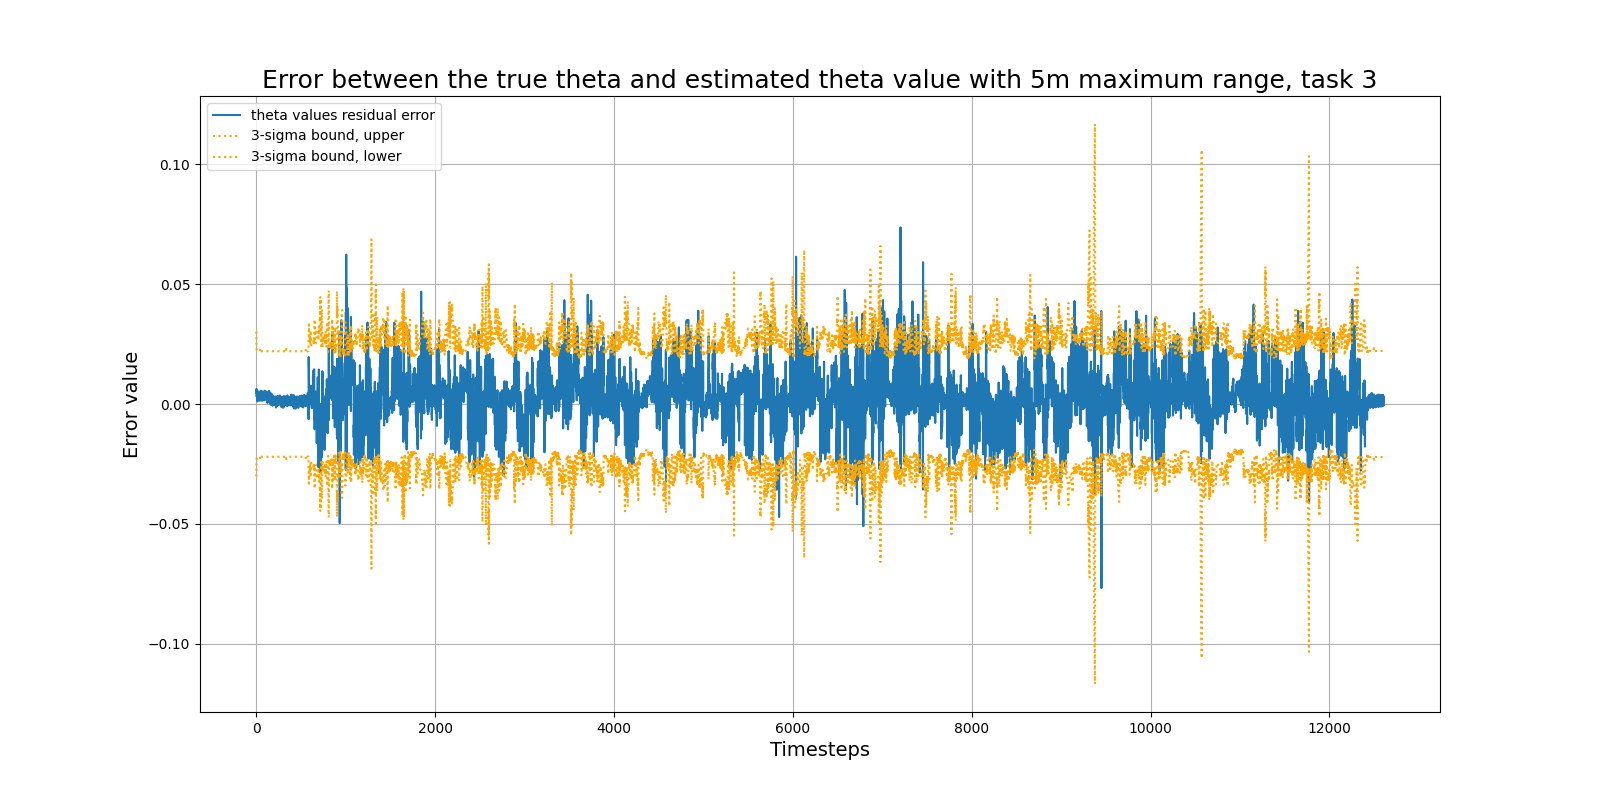 Error between the true theta and estimated theta value with 5m maximum range, task 3
theta values residual error
3-sigma bound, upper
3-sigma bound, lower
0.10
0.05
0.00
−0.05
−0.10
Error value
0 2000 4000 6000 8000 10000 12000
Timesteps